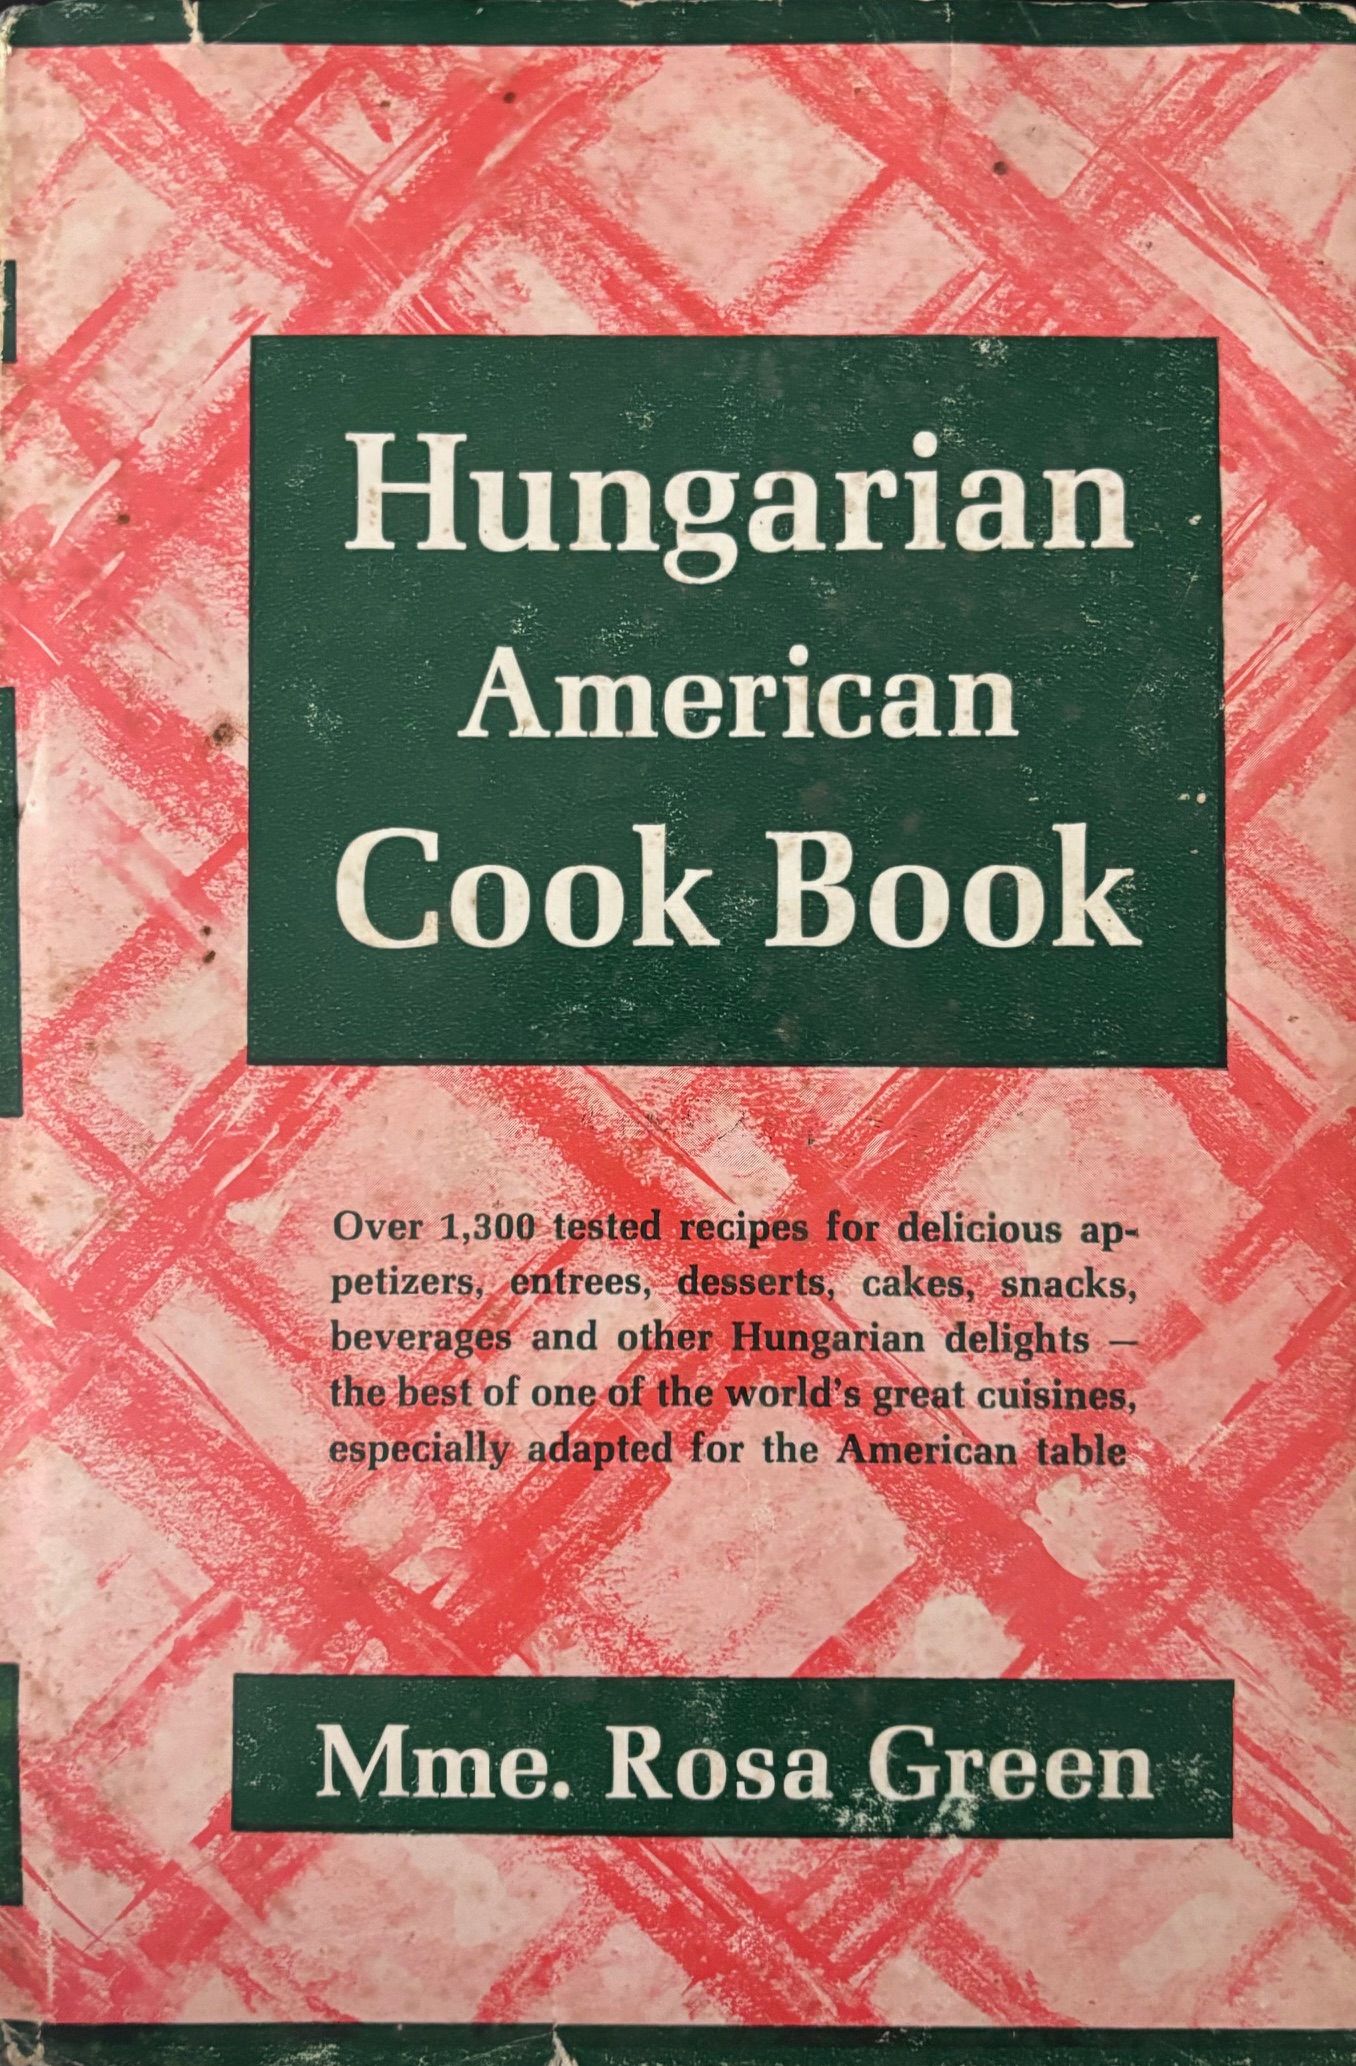 Hungarian
American
Cook Book
Over 1,300 tested recipes for delicious ap-
petizers, entrees, desserts, cakes, snacks,
beverages and other Hungarian delights —
the best of one of the world's great cuisines,
especially adapted for the American table
Mme. Rosa Green